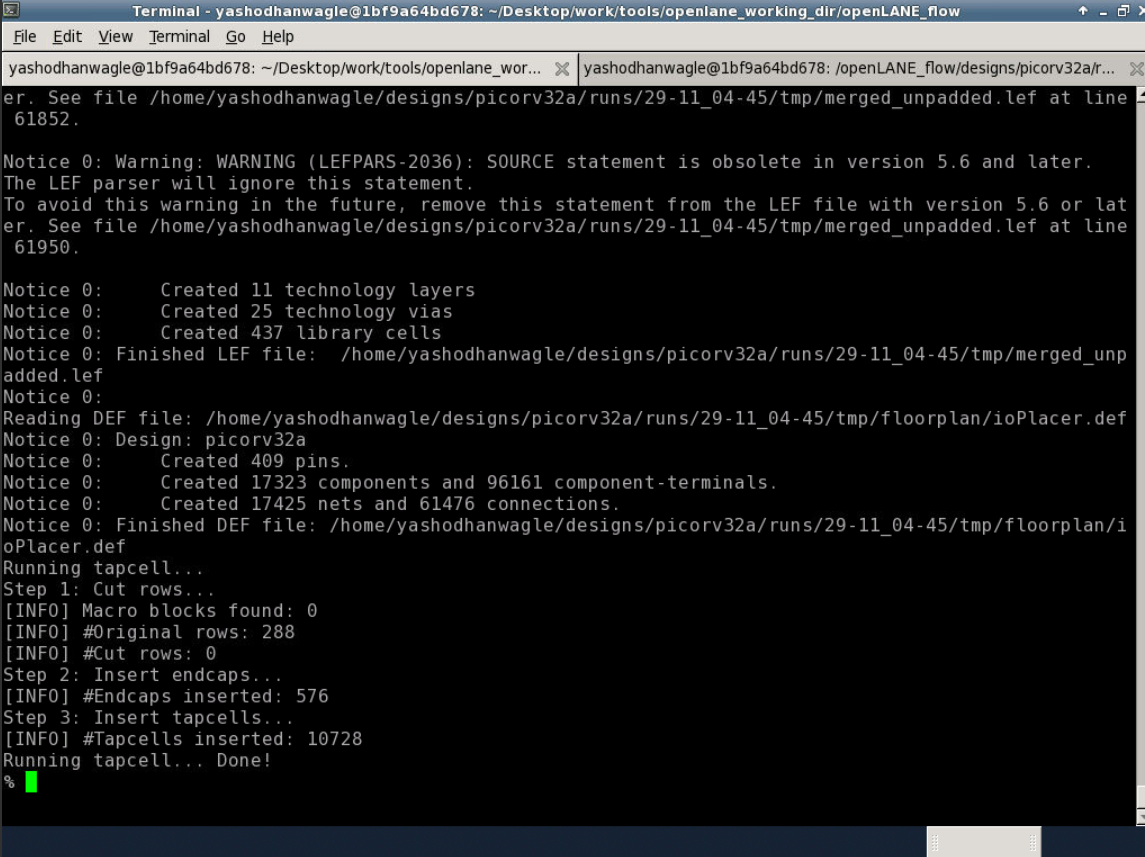 Terminal - yashodhanwagle@1bf9a64bd678: ~/Desktop/work/tools/openlane_working_dir/openLANE_flow
File Edit View Terminal Go Help
yashodhanwagle@1bf9a64bd678: ~/Desktop/work/tools/openlane_wor... yashodhanwagle@1bf9a64bd678: /openLANE_flow/designs/picorv32a/r...
er. See file /home/yashodhanwagle/designs/picorv32a/runs/29-11_04-45/tmp/merged_unpadded.lef at line
 61852.
Notice 0: Warning: WARNING (LEFPARS-2036): SOURCE statement is obsolete in version 5.6 and later.
The LEF parser will ignore this statement.
To avoid this warning in the future, remove this statement from the LEF file with version 5.6 or lat
er. See file /home/yashodhanwagle/designs/picorv32a/runs/29-11_04-45/tmp/merged_unpadded.lef at line
 61950.
Notice 0:     Created 11 technology layers
Notice 0:     Created 25 technology vias
Notice 0:     Created 437 library cells
Notice 0: Finished LEF file:  /home/yashodhanwagle/designs/picorv32a/runs/29-11_04-45/tmp/merged_unp
added.lef
Notice 0:
Reading DEF file: /home/yashodhanwagle/designs/picorv32a/runs/29-11_04-45/tmp/floorplan/ioPlacer.def
Notice 0: Design: picorv32a
Notice 0:     Created 409 pins.
Notice 0:     Created 17323 components and 96161 component-terminals.
Notice 0:     Created 17425 nets and 61476 connections.
Notice 0: Finished DEF file: /home/yashodhanwagle/designs/picorv32a/runs/29-11_04-45/tmp/floorplan/i
oPlacer.def
Running tapcell...
Step 1: Cut rows...
[INFO] Macro blocks found: 0
[INFO] #Original rows: 288
[INFO] #Cut rows: 0
Step 2: Insert endcaps...
[INFO] #Endcaps inserted: 576
Step 3: Insert tapcells...
[INFO] #Tapcells inserted: 10728
Running tapcell... Done!
%